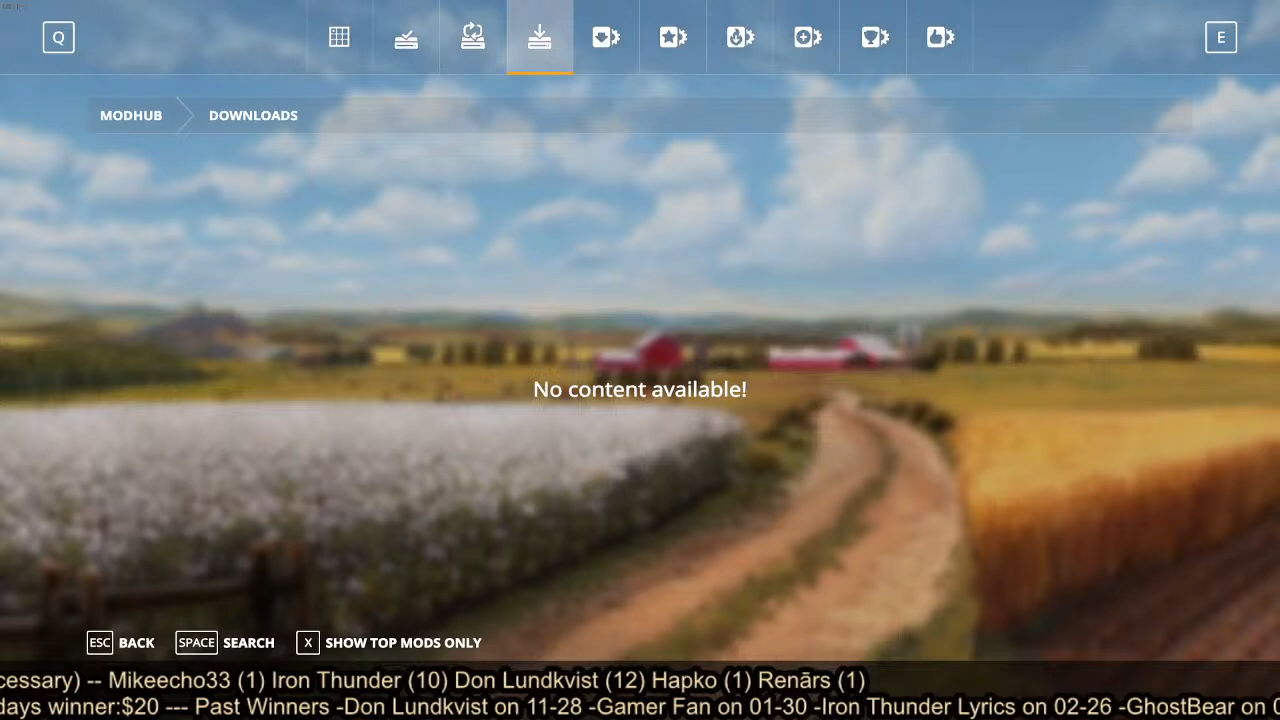 Q
E
MODHUB DOWNLOADS
No content available!
ESC BACK SPACE SEARCH X SHOW TOP MODS ONLY
cessary) -- Mikeecho33 (1) Iron Thunder (10) Don Lundkvist (12) Hapko (1) Renārs (1)
days winner:$20 --- Past Winners -Don Lundkvist on 11-28 -Gamer Fan on 01-30 -Iron Thunder Lyrics on 02-26 -GhostBear on